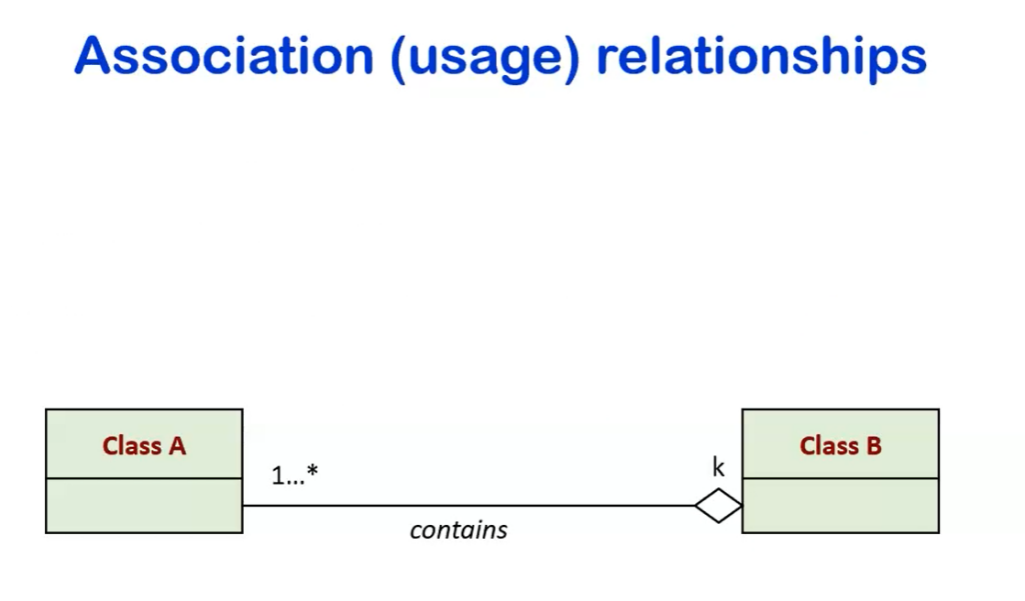 Association (usage) relationships
Class A
Class B
1...*
k
contains